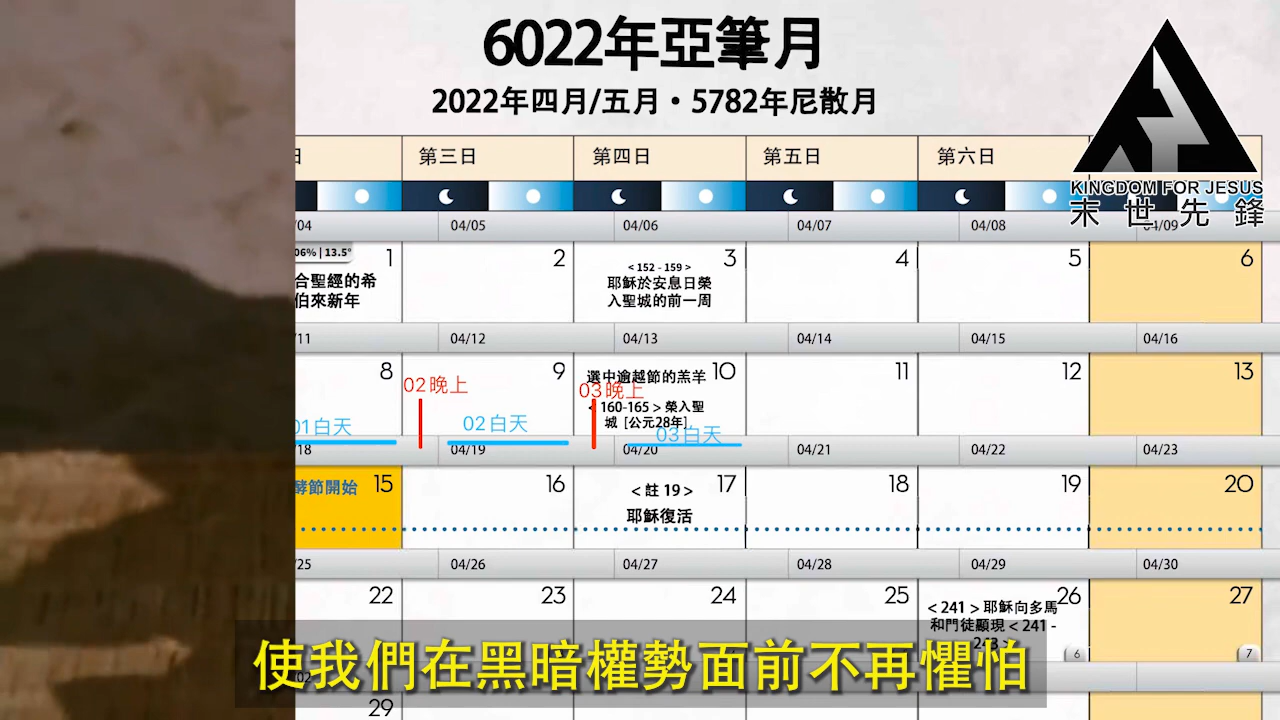 6022年亞筆月
2022年四月/五月 • 5782年尼散月
KINGDOM FOR JESUS
末世先鋒
日 第三日 第四日 第五日 第六日
/04 04/05 04/06 04/07 04/08 04/09
06% | 13.5° 1 2 3 4 5 6
合聖經的希
伯來新年
< 152 - 159 >
耶穌於安息日榮
入聖城的前一周
/11 04/12 04/13 04/14 04/15 04/16
8 9 10 11 12 13
選中逾越節的羔羊
02晚上 03晚上
< 160-165 > 榮入聖
城 [公元28年]
01白天 02白天 03白天
/18 04/19 04/20 04/21 04/22 04/23
酵節開始 15 16 17 18 19 20
< 註 19 >
耶穌復活
/25 04/26 04/27 04/28 04/29 04/30
22 23 24 25 26 27
< 241 > 耶穌向多馬
和門徒顯現 < 241 -
243 >
6 7
使我們在黑暗權勢面前不再懼怕
/02
29